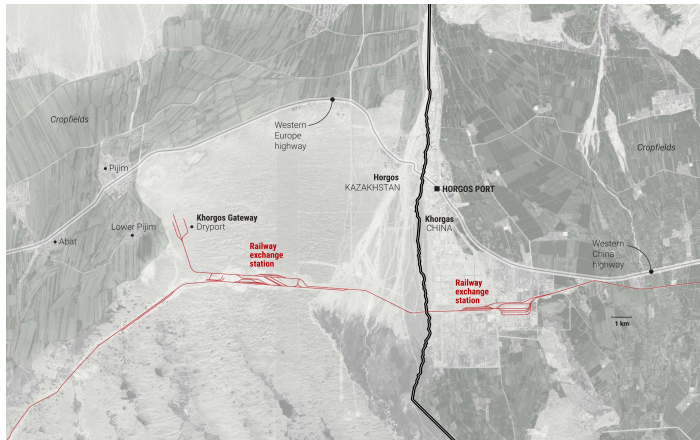 Cropfields
Western
Europe
highway
Cropfields
Pijim
Horgos
KAZAKHSTAN
HORGOS PORT
Khorgos Gateway
Dryport
Khorgas
CHINA
Lower Pijim
Abat
Railway
exchange
station
Western
China
highway
Railway
exchange
station
1 km